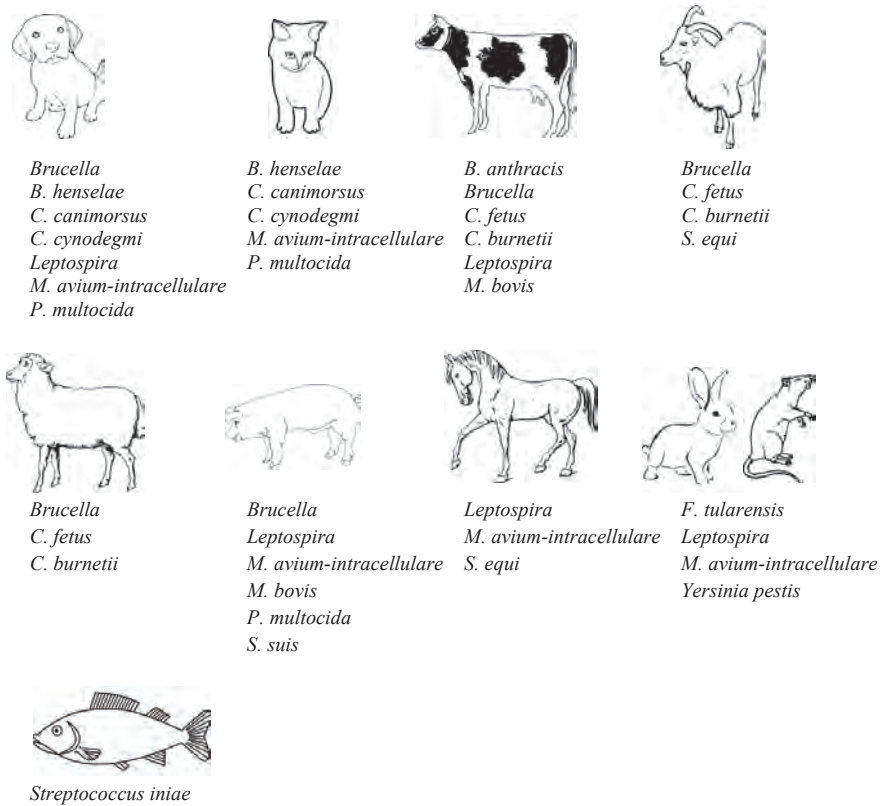 Brucella
B. henselae
C. canimorsus
C. cynodegmi
Leptospira
M. avium-intracellulare
P. multocida
B. henselae
C. canimorsus
C. cynodegmi
M. avium-intracellulare
P. multocida
B. anthracis
Brucella
C. fetus
C. burnetii
Leptospira
M. bovis
Brucella
C. fetus
C. burnetii
S. equi
Brucella
C. fetus
C. burnetii
Brucella
Leptospira
M. avium-intracellulare
M. bovis
P. multocida
S. suis
Leptospira
M. avium-intracellulare
S. equi
F. tularensis
Leptospira
M. avium-intracellulare
Yersinia pestis
Streptococcus iniae